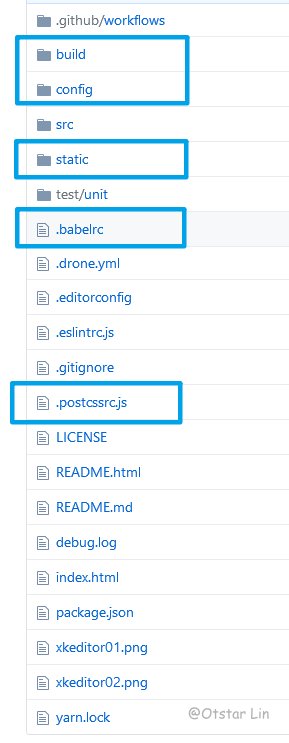 .github/workflows
build
config
src
static
test/unit
.babelrc
.drone.yml
.editorconfig
.eslintrc.js
.gitignore
.postcssrc.js
LICENSE
README.html
README.md
debug.log
index.html
package.json
xkeditor01.png
xkeditor02.png
yarn.lock
@Otstar Lin